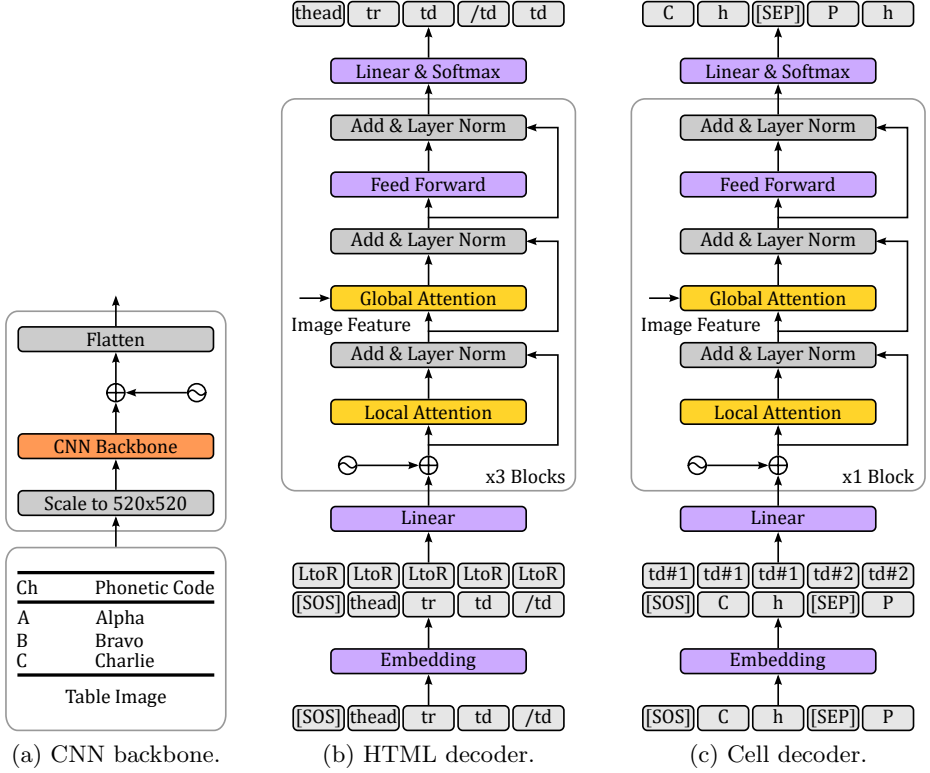 Flatten
CNN Backbone
Scale to 520x520
Ch Phonetic Code
A Alpha
B Bravo
C Charlie
Table Image
(a) CNN backbone.
thead tr td /td td
Linear & Softmax
Add & Layer Norm
Feed Forward
Add & Layer Norm
Global Attention
Image Feature
Add & Layer Norm
Local Attention
x3 Blocks
Linear
LtoR LtoR LtoR LtoR LtoR
[SOS] thead tr td /td
Embedding
[SOS] thead tr td /td
(b) HTML decoder.
C h [SEP] P h
Linear & Softmax
Add & Layer Norm
Feed Forward
Add & Layer Norm
Global Attention
Image Feature
Add & Layer Norm
Local Attention
x1 Block
Linear
td#1 td#1 td#1 td#2 td#2
[SOS] C h [SEP] P
Embedding
[SOS] C h [SEP] P
(c) Cell decoder.